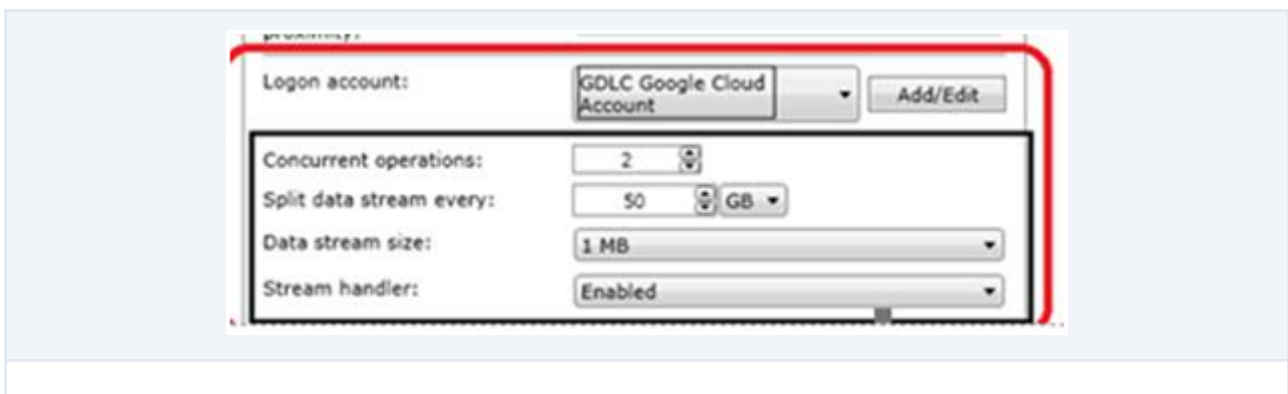 proximity:
Logon account: GDLC Google Cloud Account Add/Edit
Concurrent operations: 2
Split data stream every: 50 GB
Data stream size: 1 MB
Stream handler: Enabled